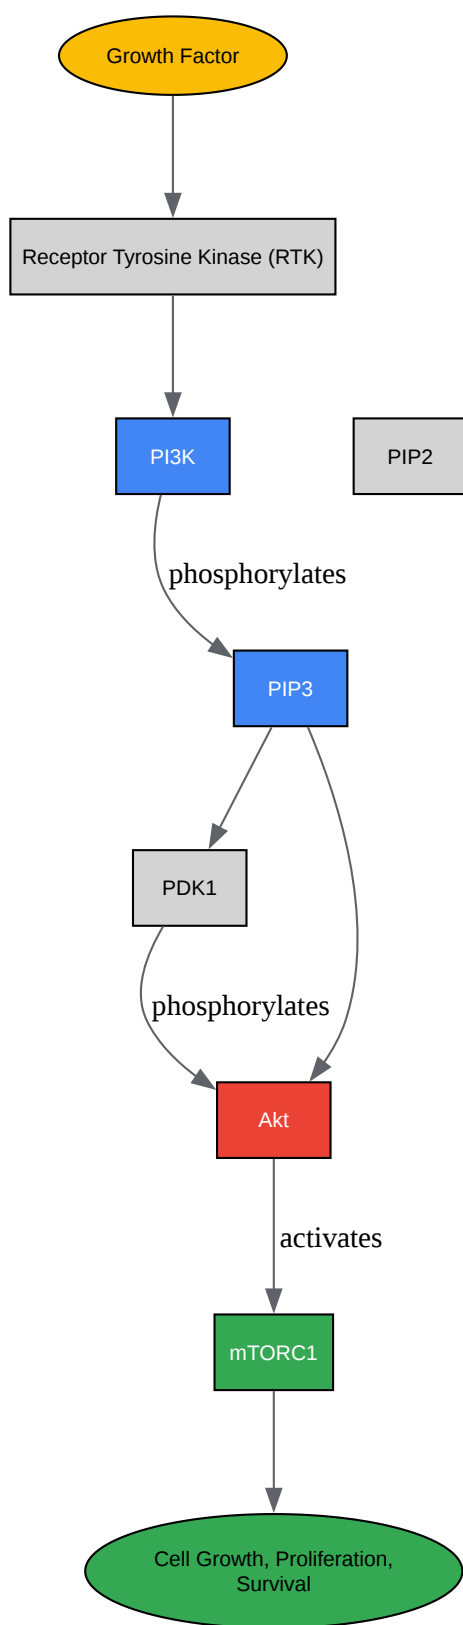 Growth Factor
Receptor Tyrosine Kinase (RTK)
PI3K
PIP2
phosphorylates
PIP3
PDK1
phosphorylates
Akt
activates
mTORC1
Cell Growth, Proliferation,
Survival